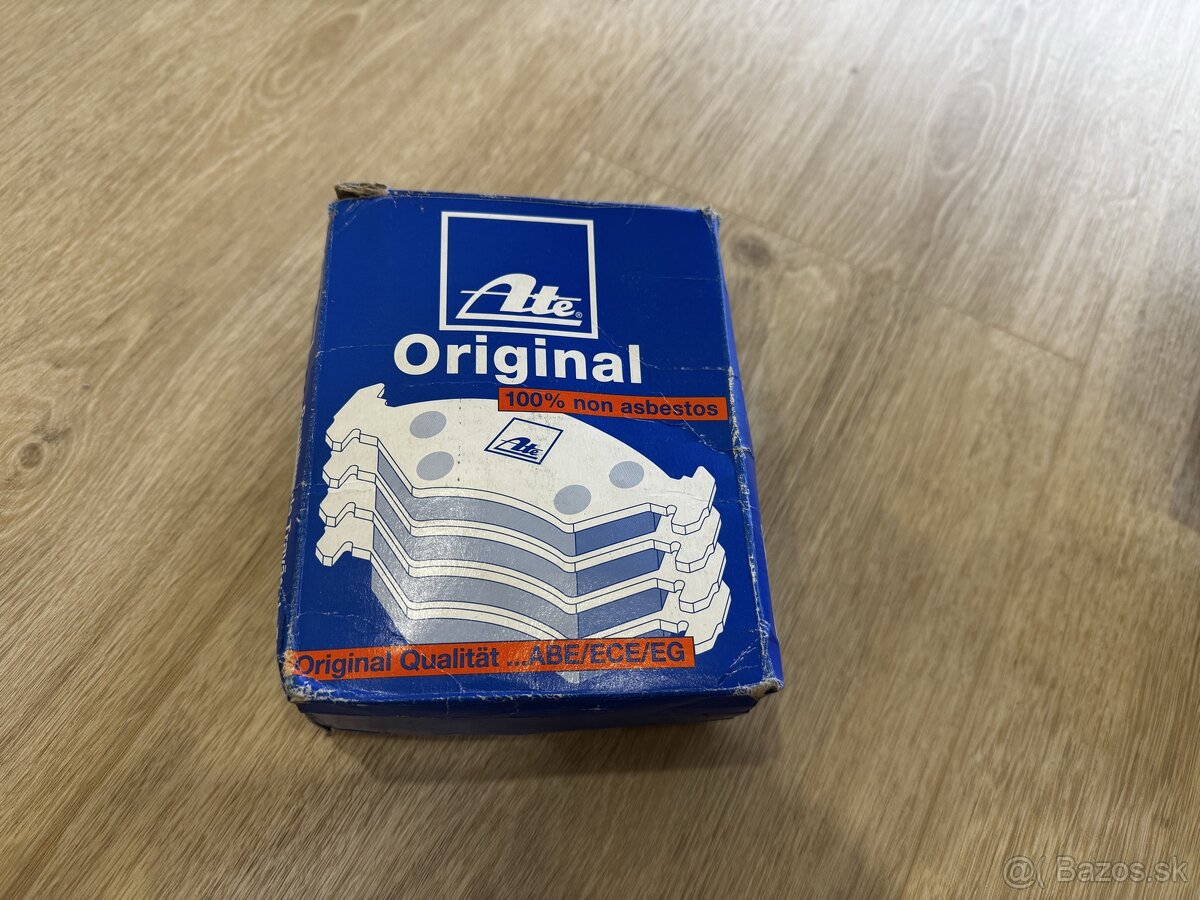 Ate®
Original
100% non asbestos
Ate
Original Qualität ...ABE/ECE/EG
@( Bazos.sk